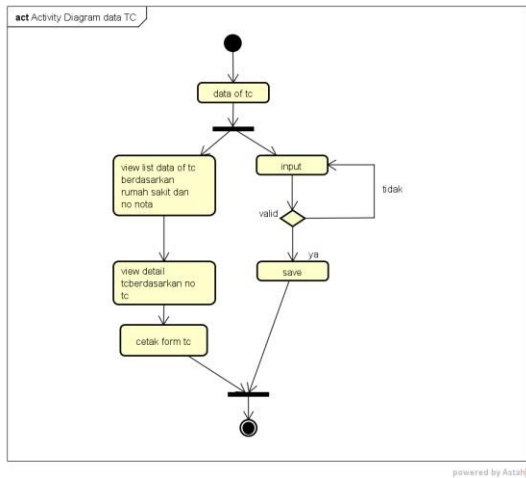 act Activity Diagram data TC
data of tc
view list data of tc
berdasarkan
rumah sakit dan
no nota
input
tidak
valid
ya
view detail
tcberdasarkan no
tc
save
cetak form tc
powered by Astah